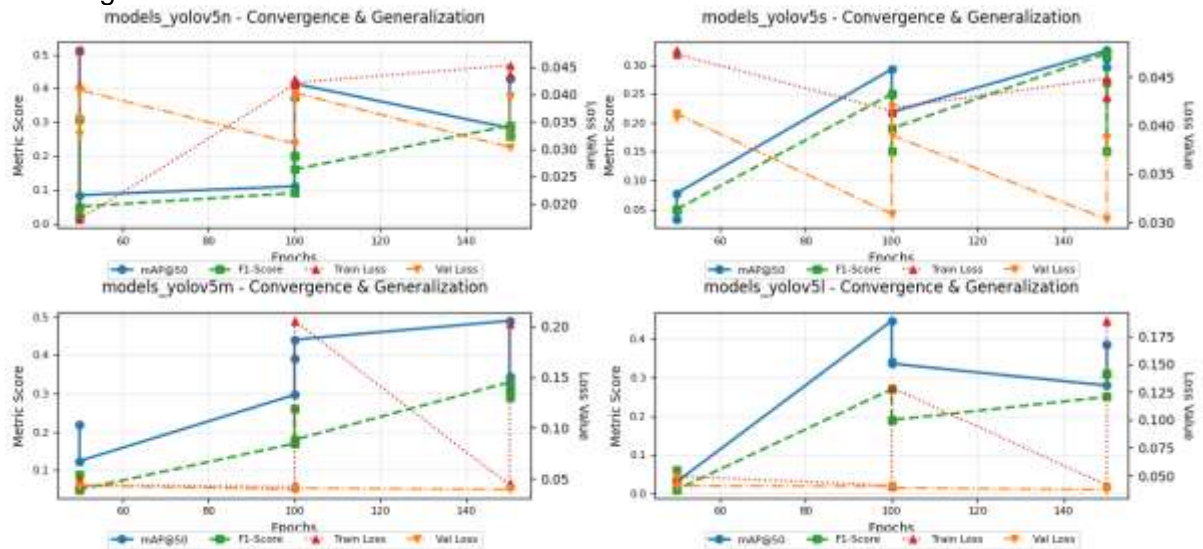 models_yolov5n - Convergence & Generalization
models_yolov5s - Convergence & Generalization
0.5
0.4
0.3
0.2
0.1
0.0
Metric Score
0.045
0.040
0.035
0.030
0.025
0.020
Loss Value
60
80
100
120
140
Epochs
mAP@50
F1-Score
Train Loss
Val Loss
0.30
0.25
0.20
0.15
0.10
0.05
Metric Score
0.045
0.040
0.035
0.030
Loss Value
60
80
100
120
140
Epochs
mAP@50
F1-Score
Train Loss
Val Loss
models_yolov5m - Convergence & Generalization
models_yolov5l - Convergence & Generalization
0.5
0.4
0.3
0.2
0.1
Metric Score
0.20
0.15
0.10
0.05
Loss Value
60
80
100
120
140
Epochs
mAP@50
F1-Score
Train Loss
Val Loss
0.4
0.3
0.2
0.1
0.0
Metric Score
0.175
0.150
0.125
0.100
0.075
0.050
Loss Value
60
80
100
120
140
Epochs
mAP@50
F1-Score
Train Loss
Val Loss